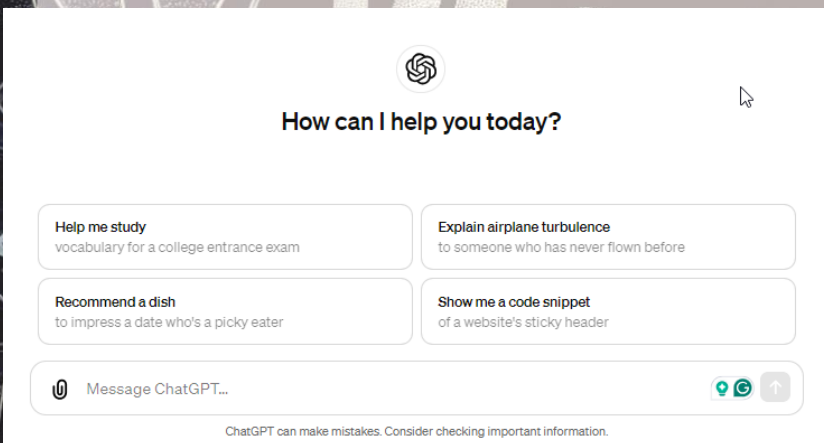 How can I help you today?
Help me study
vocabulary for a college entrance exam
Explain airplane turbulence
to someone who has never flown before
Recommend a dish
to impress a date who's a picky eater
Show me a code snippet
of a website's sticky header
Message ChatGPT...
ChatGPT can make mistakes. Consider checking important information.